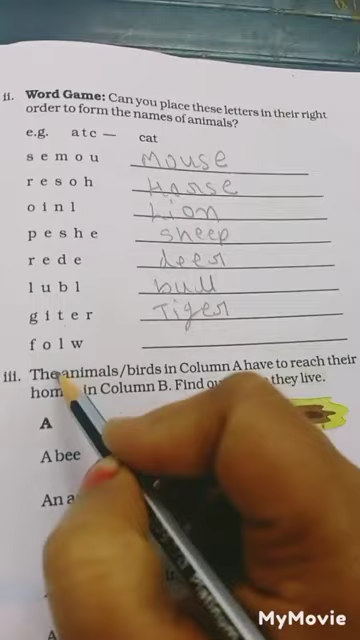 ii. Word Game: Can you place these letters in their right
order to form the names of animals?
e.g. a t c — cat
s e m o u mouse
r e s o h Horse
o i n l Lion
p e s h e sheep
r e d e deer
l u b l bull
g i t e r Tiger
f o l w
iii. The animals/birds in Column A have to reach their
in Column B. Find they live.
A
A bee
An
MyMovie